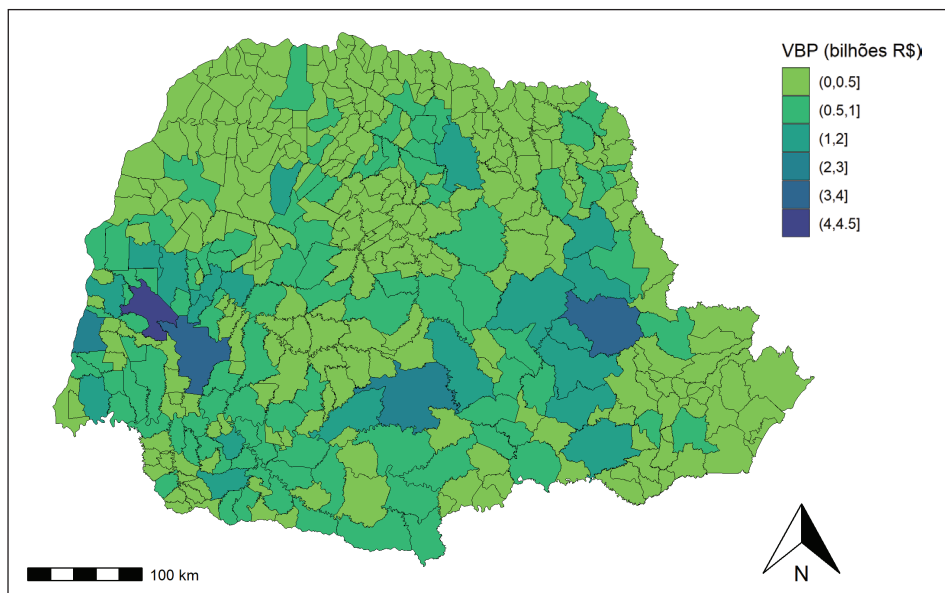 VBP (bilhões R$)
(0,0.5]
(0.5,1]
(1,2]
(2,3]
(3,4]
(4,4.5]
100 km
N